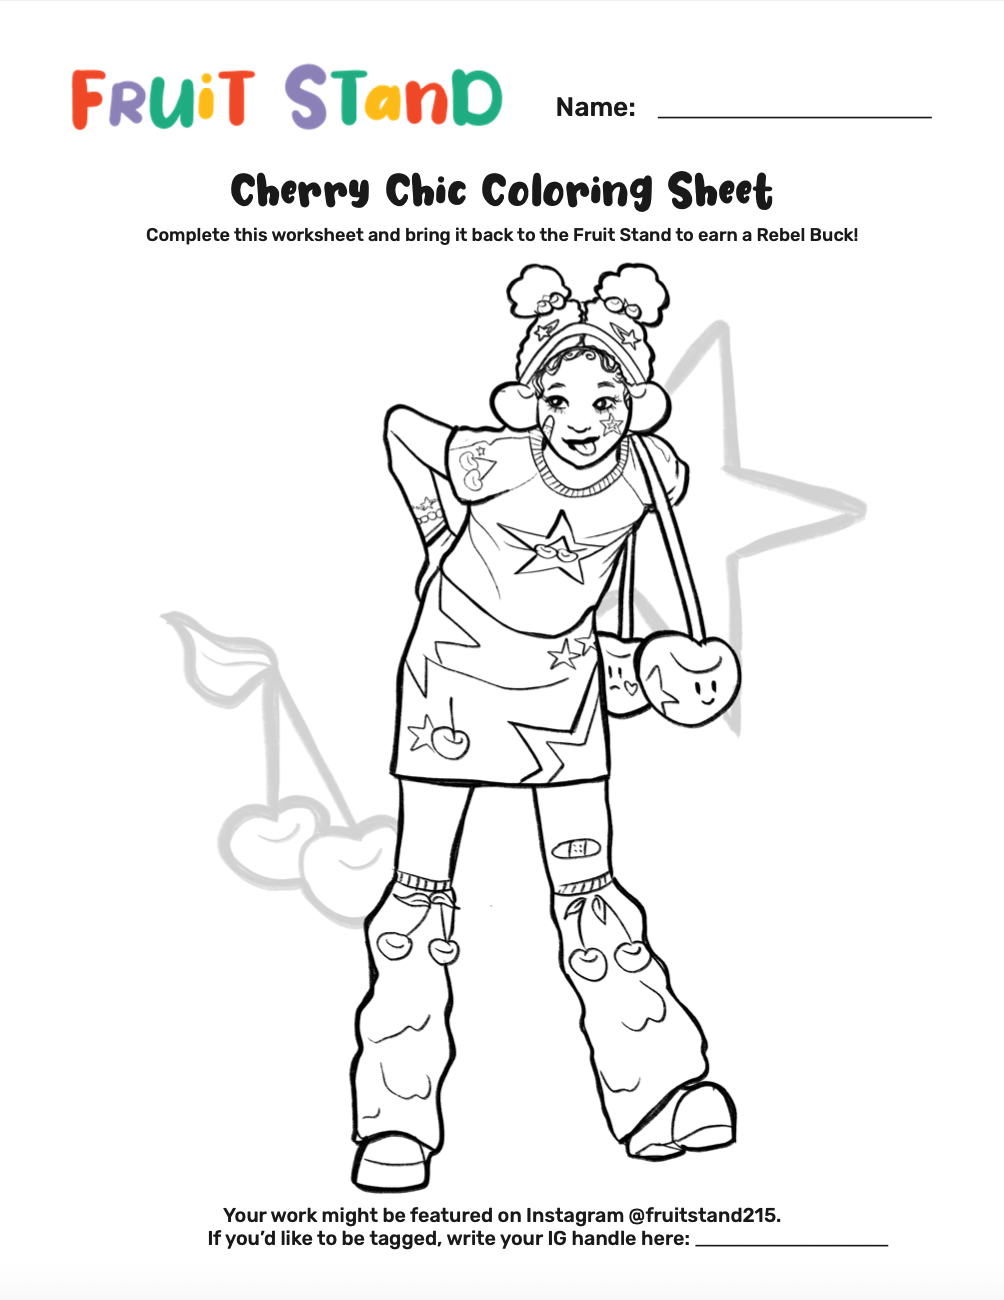 FRUiT STanD
Name:
Cherry Chic Coloring Sheet
Complete this worksheet and bring it back to the Fruit Stand to earn a Rebel Buck!
Your work might be featured on Instagram @fruitstand215.
If you’d like to be tagged, write your IG handle here: